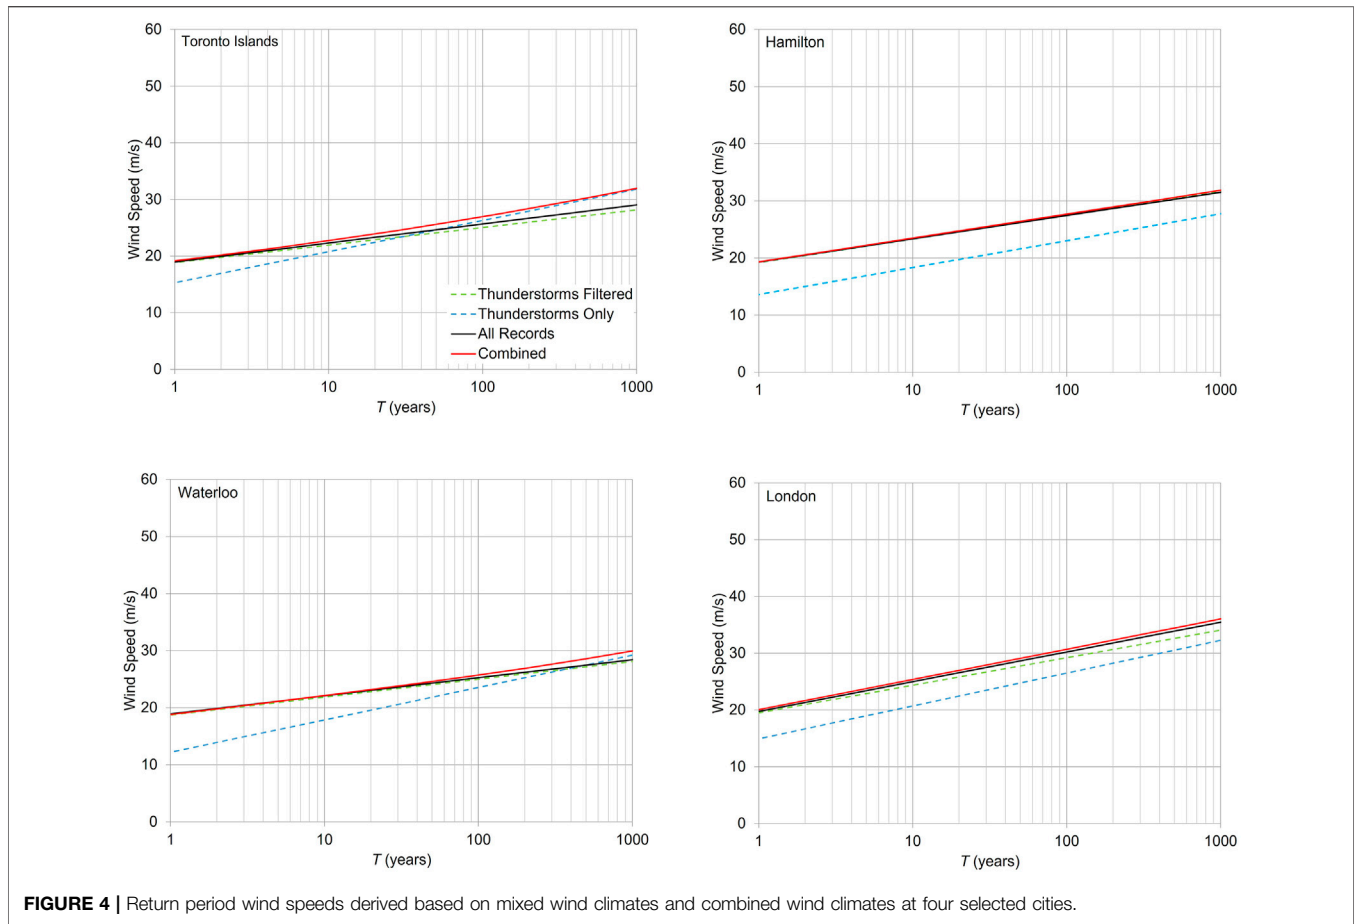 Toronto Islands
60
50
40
30
20
10
0
Wind Speed (m/s)
1 10 100 1000
T (years)
Thunderstorms Filtered
Thunderstorms Only
All Records
Combined
Hamilton
60
50
40
30
20
10
0
Wind Speed (m/s)
1 10 100 1000
T (years)
Waterloo
60
50
40
30
20
10
0
Wind Speed (m/s)
1 10 100 1000
T (years)
London
60
50
40
30
20
10
0
Wind Speed (m/s)
1 10 100 1000
T (years)
FIGURE 4 | Return period wind speeds derived based on mixed wind climates and combined wind climates at four selected cities.